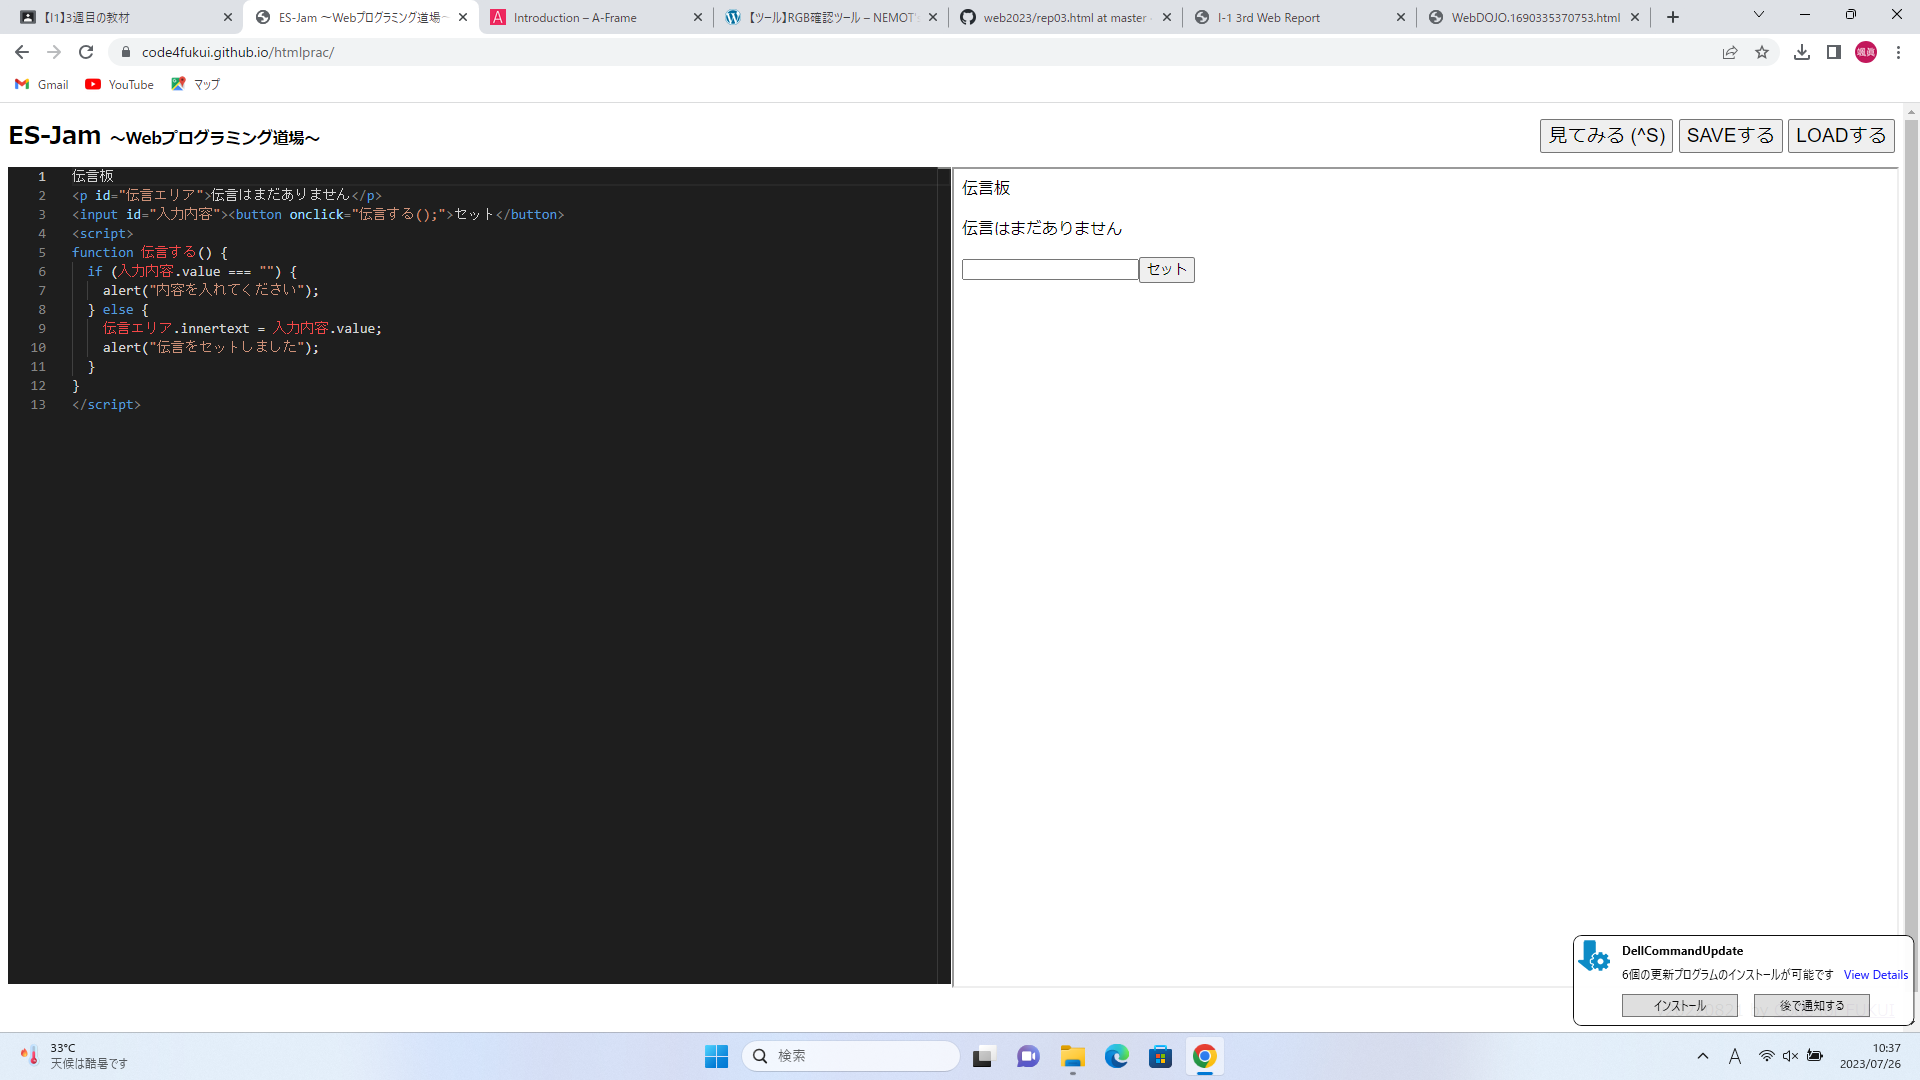 【I1】3週目の教材
ES-Jam 〜Webプログラミング道場〜
Introduction – A-Frame
【ツール】RGB確認ツール – NEMOT
web2023/rep03.html at master
I-1 3rd Web Report
WebDOJO.1690335370753.html
code4fukui.github.io/htmlprac/
颯眞
Gmail
YouTube
マップ
ES-Jam 〜Webプログラミング道場〜
見てみる (^S)
SAVEする
LOADする
1 伝言板
2 <p id="伝言エリア">伝言はまだありません</p>
3 <input id="入力内容"><button onclick="伝言する();">セット</button>
4 <script>
5 function 伝言する() {
6 if (入力内容.value === "") {
7 alert("内容を入れてください");
8 } else {
9 伝言エリア.innertext = 入力内容.value;
10 alert("伝言をセットしました");
11 }
12 }
13 </script>
伝言板
伝言はまだありません
セット
DellCommandUpdate
6個の更新プログラムのインストールが可能です View Details
インストール
後で通知する
33°C
天候は酷暑です
検索
A
10:37
2023/07/26